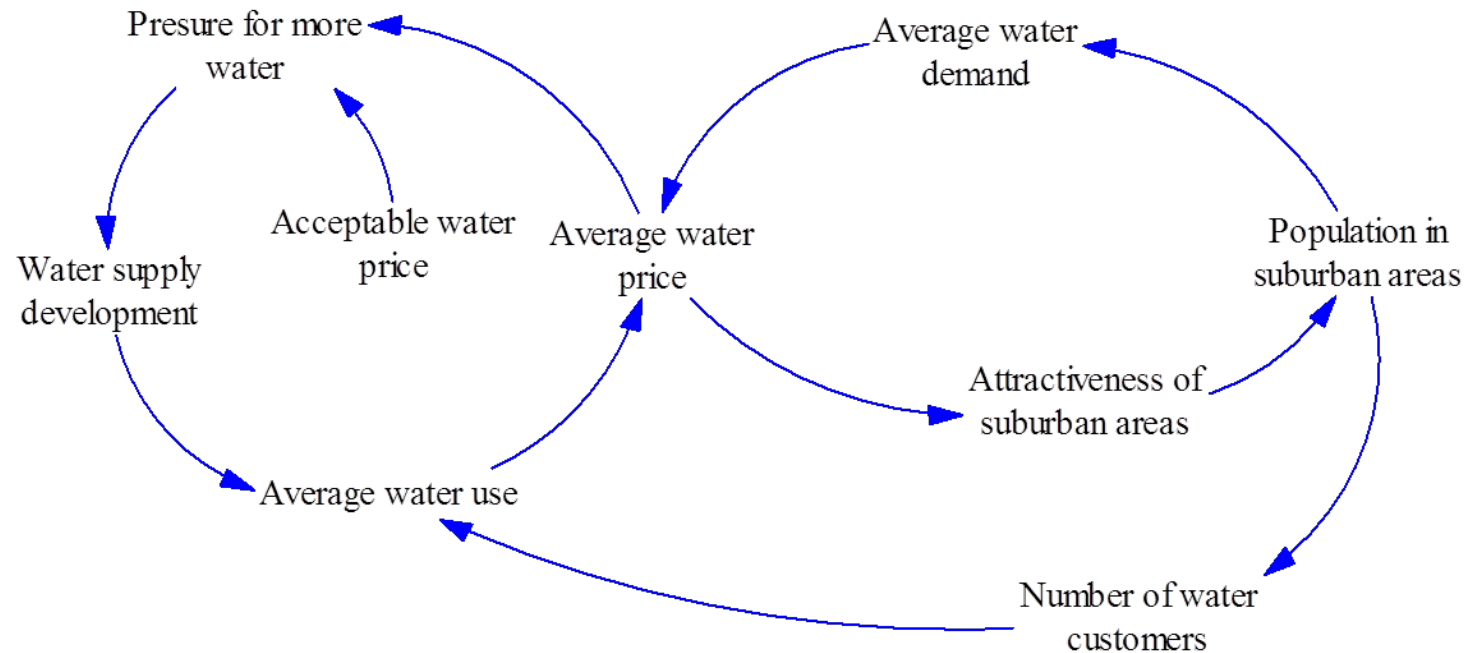 Presure for more
water
Average water
demand
Acceptable water
price
Average water
price
Population in
suburban areas
Water supply
development
Attractiveness of
suburban areas
Average water use
Number of water
customers